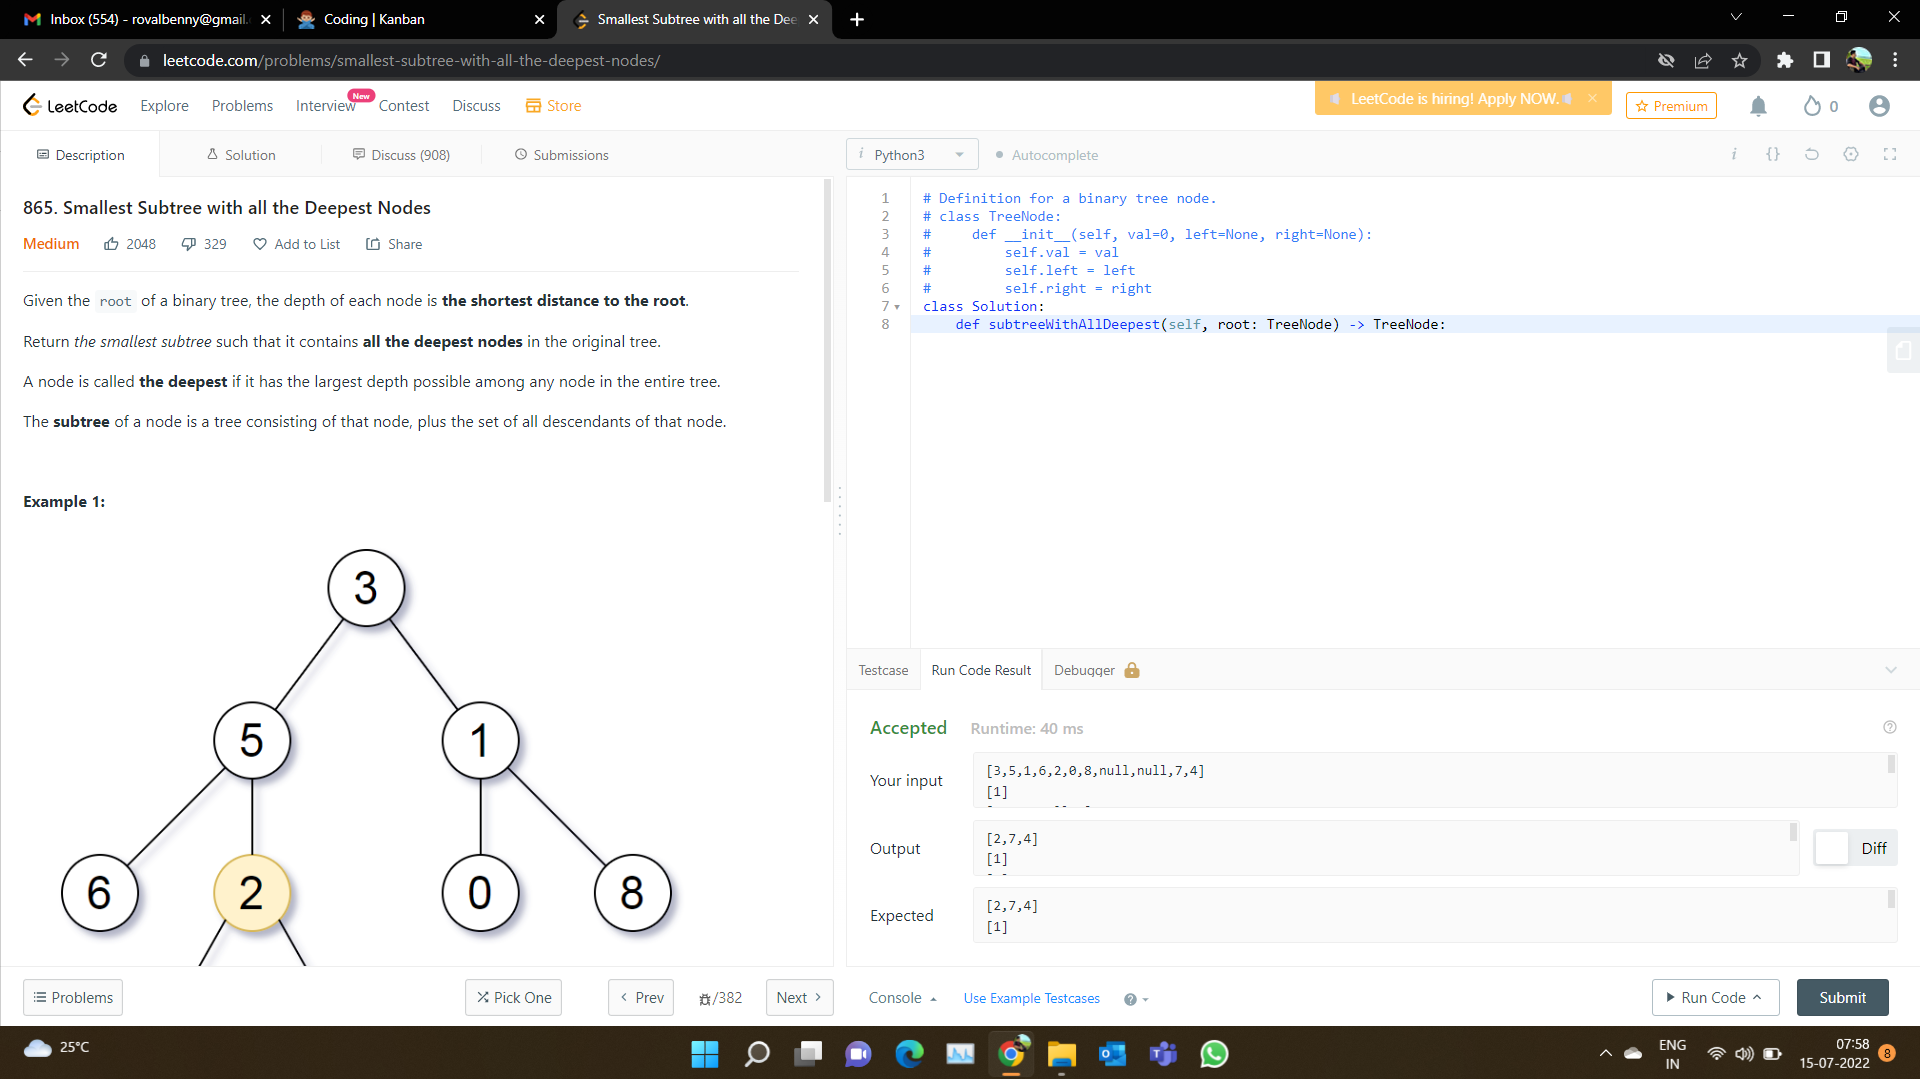 Inbox (554) - rovalbenny@gmail.
Coding | Kanban
Smallest Subtree with all the Dee
leetcode.com/problems/smallest-subtree-with-all-the-deepest-nodes/
LeetCode
Explore
Problems
Interview
New
Contest
Discuss
Store
LeetCode is hiring! Apply NOW.
Premium
0
Description
Solution
Discuss (908)
Submissions
Python3
Autocomplete
865. Smallest Subtree with all the Deepest Nodes
Medium
2048
329
Add to List
Share
Given the root of a binary tree, the depth of each node is the shortest distance to the root.
Return the smallest subtree such that it contains all the deepest nodes in the original tree.
A node is called the deepest if it has the largest depth possible among any node in the entire tree.
The subtree of a node is a tree consisting of that node, plus the set of all descendants of that node.
Example 1:
3
5
1
6
2
0
8
1 # Definition for a binary tree node.
2 # class TreeNode:
3 #     def __init__(self, val=0, left=None, right=None):
4 #         self.val = val
5 #         self.left = left
6 #         self.right = right
7 class Solution:
8     def subtreeWithAllDeepest(self, root: TreeNode) -> TreeNode:
Testcase
Run Code Result
Debugger
Accepted
Runtime: 40 ms
Your input
[3,5,1,6,2,0,8,null,null,7,4]
[1]
Output
[2,7,4]
[1]
Diff
Expected
[2,7,4]
[1]
Problems
Pick One
Prev
/382
Next
Console
Use Example Testcases
Run Code
Submit
25°C
ENG
IN
07:58
15-07-2022
8